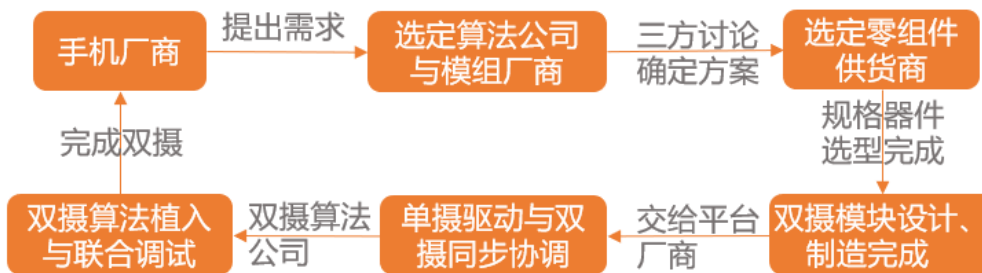 手机厂商
提出需求
选定算法公司
与模组厂商
三方讨论
确定方案
选定零组件
供货商
规格器件
选型完成
双摄模块设计、
制造完成
交给平台
厂商
单摄驱动与双
摄同步协调
双摄算法
公司
双摄算法植入
与联合调试
完成双摄